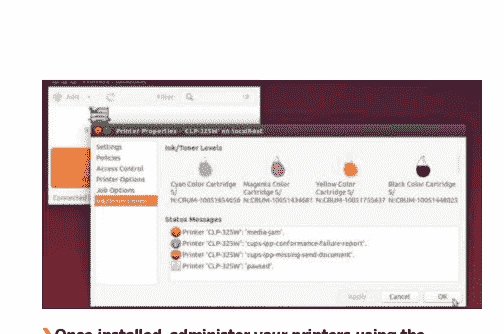 Add
Filter
Printer Properties - 'CLP-325W' on localhost
Settings
Policies
Access Control
Printer Options
Job Options
Ink/Toner Levels
Connected
Ink/Toner Levels
Cyan Color Cartridge
S/
Magenta Color
Cartridge S/
Yellow Color
Cartridge S/
Black Color Cartridge
S/
Status Messages
Printer 'CLP-325W': 'media-jam'.
Printer 'CLP-325W': 'cups-ipp-conformance-failure-report'.
Printer 'CLP-325W': 'cups-ipp-missing-send-document'.
Printer 'CLP-325W': 'paused'.
Apply
Cancel
OK
Once installed, administer your printers using the